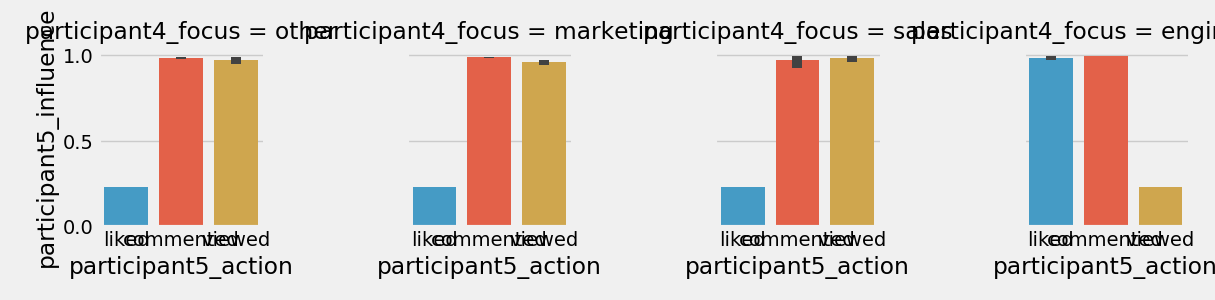 participant4_focus = other
participant4_focus = marketing
participant4_focus = sales
participant4_focus = engin
participant5_influence
1.0
0.5
0.0
liked commented viewed
liked commented viewed
liked commented viewed
liked commented viewed
participant5_action
participant5_action
participant5_action
participant5_action